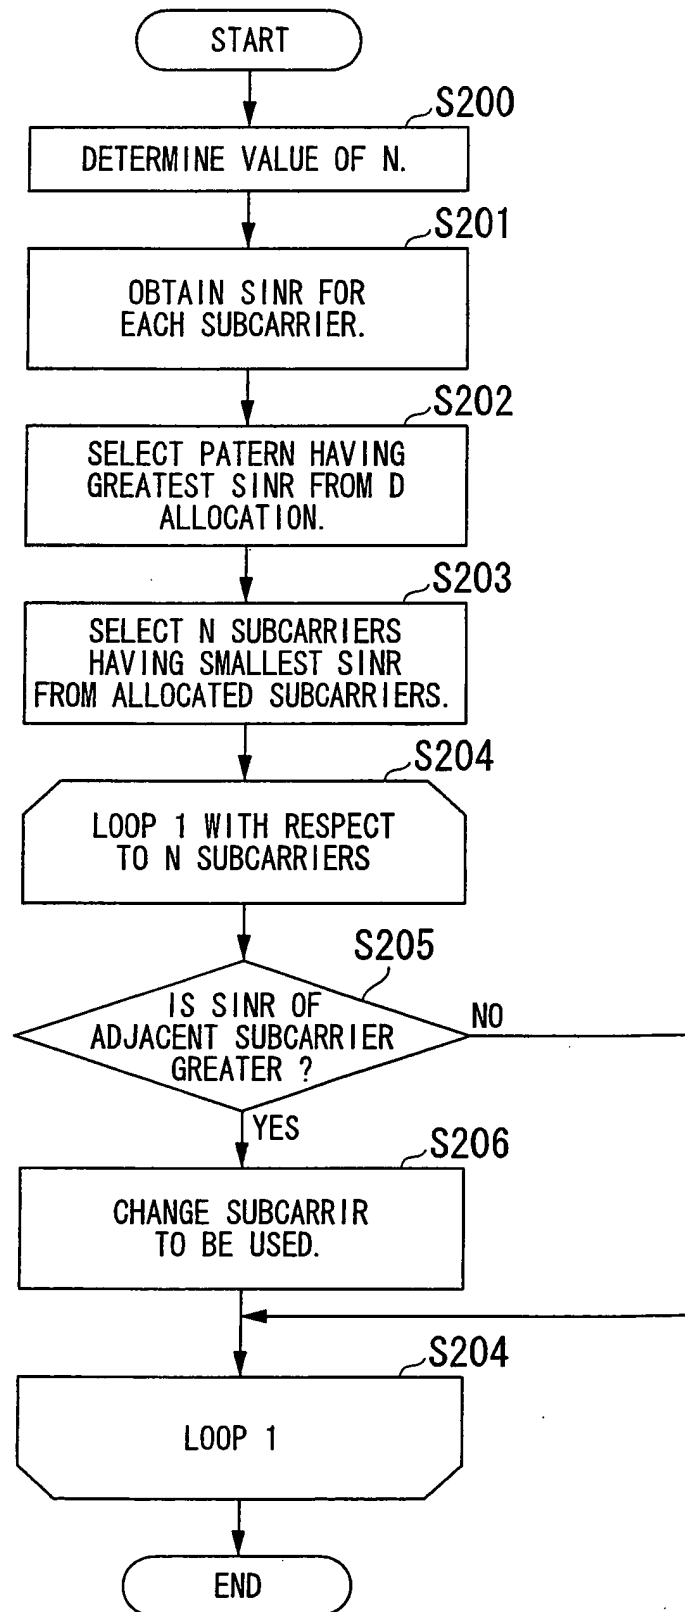 START
S200
DETERMINE VALUE OF N.
S201
OBTAIN SINR FOR
EACH SUBCARRIER.
S202
SELECT PATERN HAVING
GREATEST SINR FROM D
ALLOCATION.
S203
SELECT N SUBCARRIERS
HAVING SMALLEST SINR
FROM ALLOCATED SUBCARRIERS.
S204
LOOP 1 WITH RESPECT
TO N SUBCARRIERS
S205
IS SINR OF
ADJACENT SUBCARRIER
GREATER ?
NO
YES
S206
CHANGE SUBCARRIR
TO BE USED.
S204
LOOP 1
END